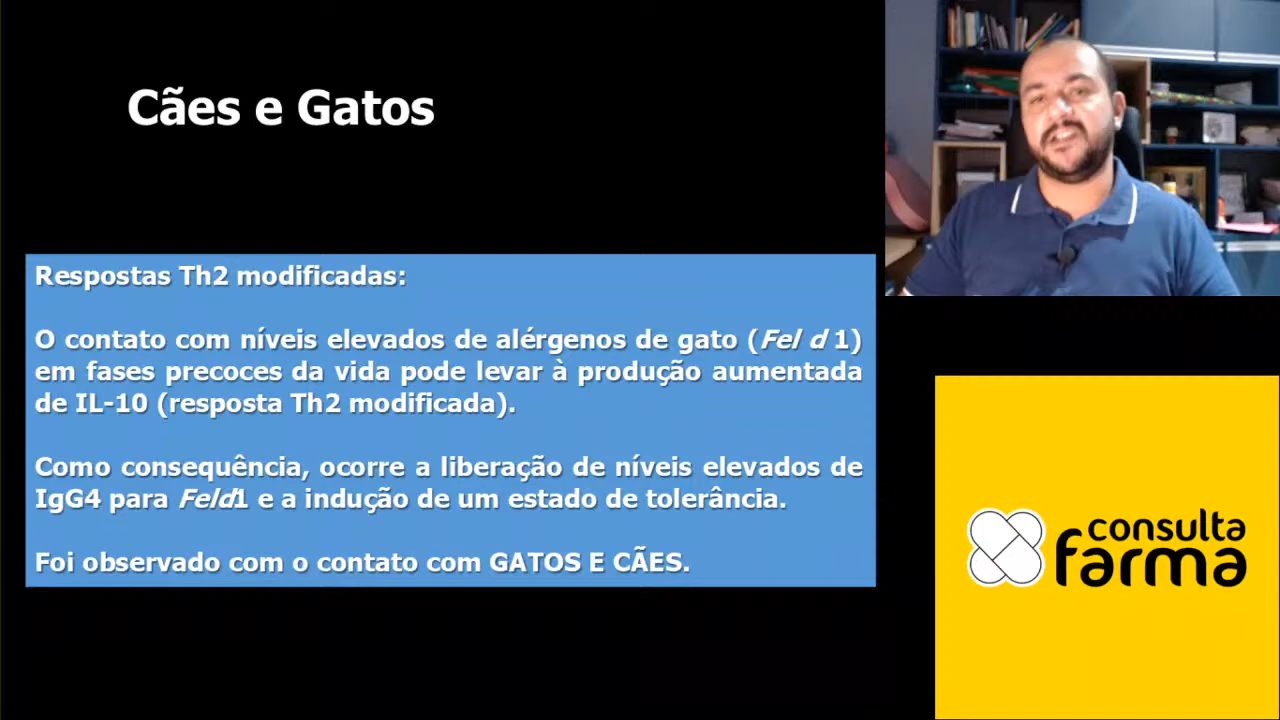 Cães e Gatos
Respostas Th2 modificadas:
O contato com níveis elevados de alérgenos de gato (Fel d 1)
em fases precoces da vida pode levar à produção aumentada
de IL-10 (resposta Th2 modificada).
Como consequência, ocorre a liberação de níveis elevados de
IgG4 para Feld1 e a indução de um estado de tolerância.
Foi observado com o contato com GATOS E CÃES.
consulta
farma